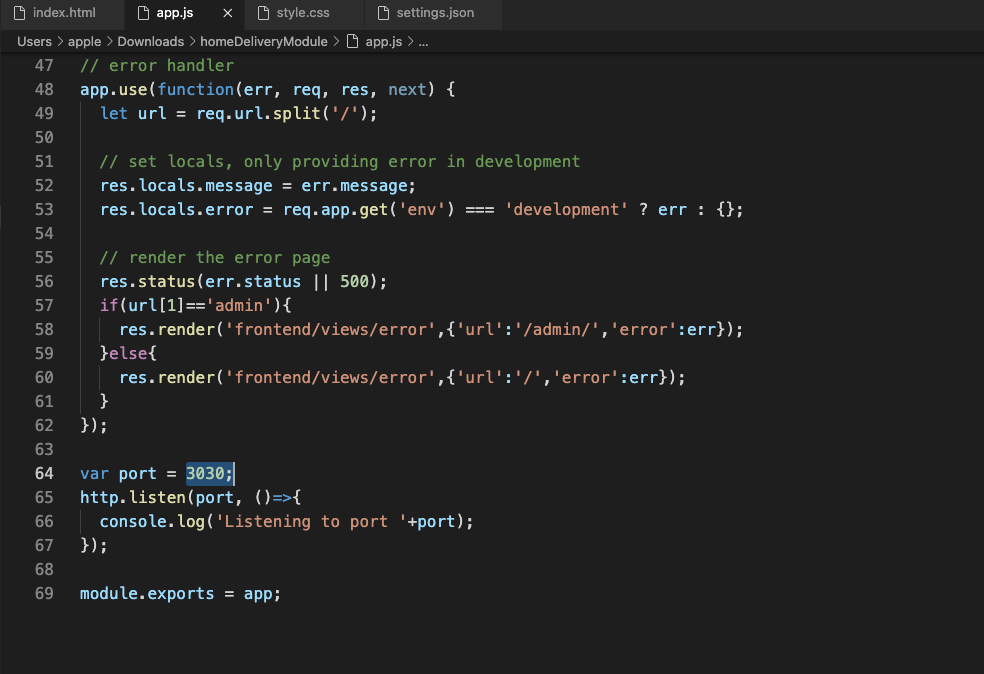 index.html app.js × style.css settings.json
Users > apple > Downloads > homeDeliveryModule > app.js > ...
47 // error handler
48 app.use(function(err, req, res, next) {
49   let url = req.url.split('/');
50
51   // set locals, only providing error in development
52   res.locals.message = err.message;
53   res.locals.error = req.app.get('env') === 'development' ? err : {};
54
55   // render the error page
56   res.status(err.status || 500);
57   if(url[1]=='admin'){
58     res.render('frontend/views/error',{'url':'/admin/','error':err});
59   }else{
60     res.render('frontend/views/error',{'url':'/','error':err});
61   }
62 });
63
64 var port = 3030;
65 http.listen(port, ()=>{
66   console.log('Listening to port '+port);
67 });
68
69 module.exports = app;